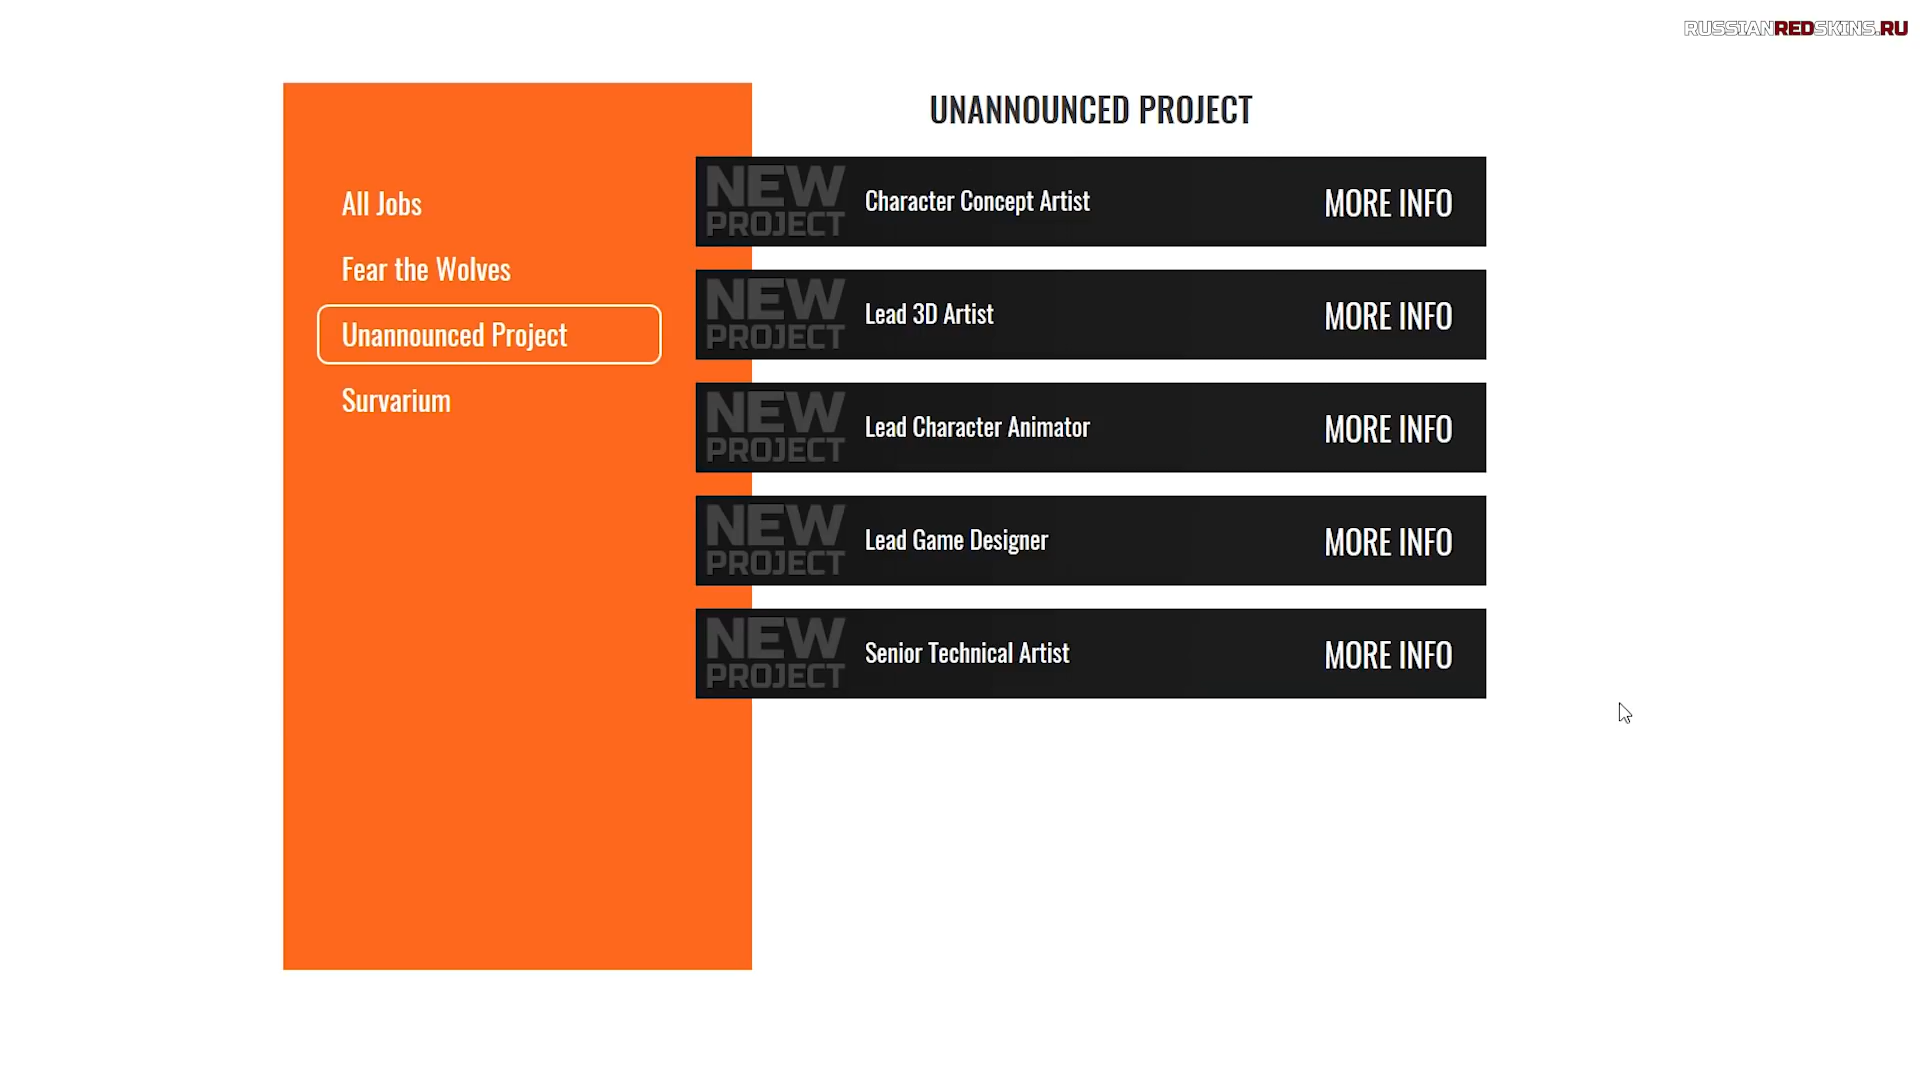 RUSSIANREDSKINS.RU
UNANNOUNCED PROJECT
All Jobs
Fear the Wolves
Unannounced Project
Survarium
NEW PROJECT
Character Concept Artist
MORE INFO
NEW PROJECT
Lead 3D Artist
MORE INFO
NEW PROJECT
Lead Character Animator
MORE INFO
NEW PROJECT
Lead Game Designer
MORE INFO
NEW PROJECT
Senior Technical Artist
MORE INFO